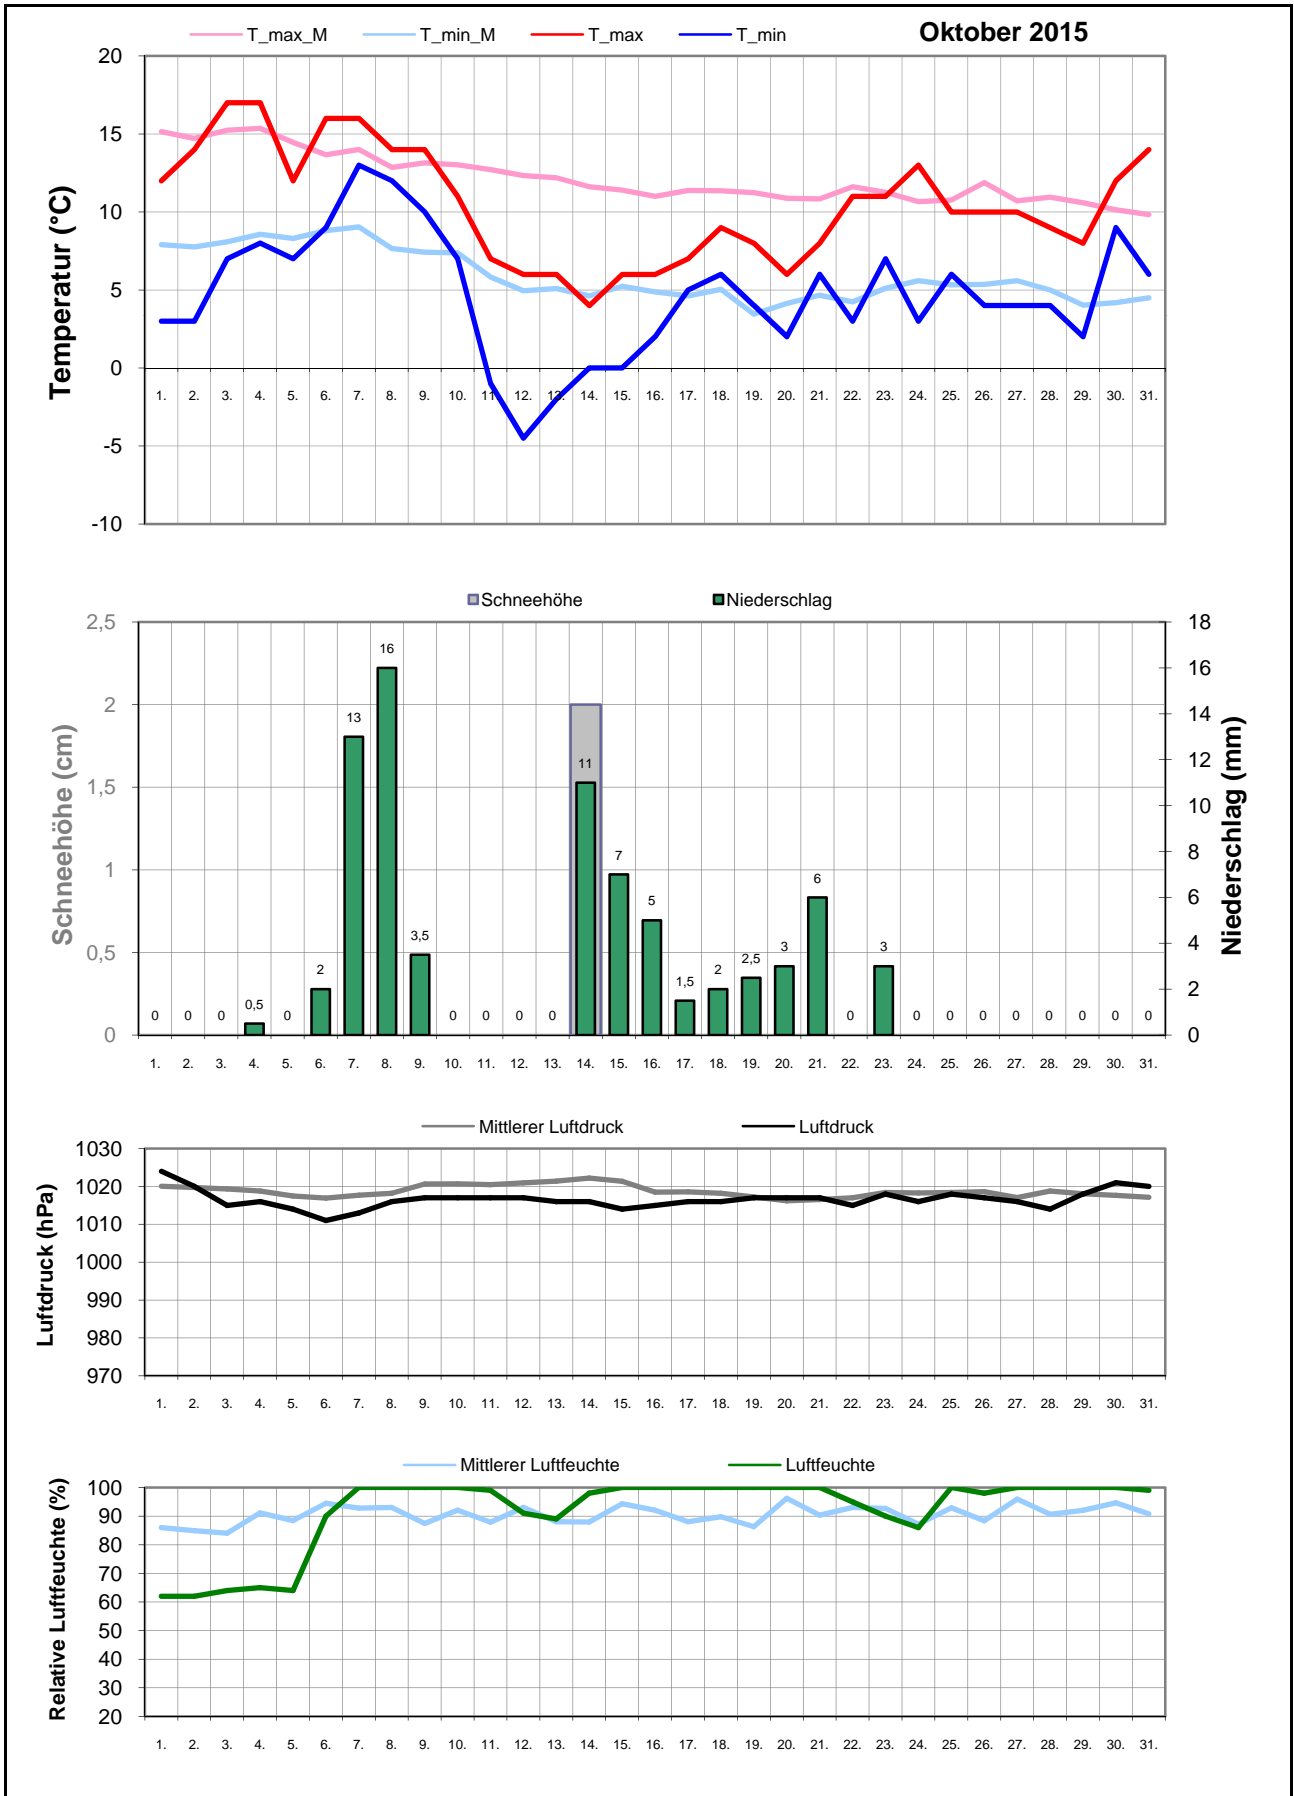 T_max_M T_min_M T_max T_min Oktober 2015
Temperatur (°C)
20
15
10
5
0
-5
-10
1. 2. 3. 4. 5. 6. 7. 8. 9. 10. 11. 12. 13. 14. 15. 16. 17. 18. 19. 20. 21. 22. 23. 24. 25. 26. 27. 28. 29. 30. 31.
Schneehöhe Niederschlag
Schneehöhe (cm)
2,5
2
1,5
1
0,5
0
Niederschlag (mm)
18
16
14
12
10
8
6
4
2
0
0 0 0 0,5 0 2 13 16 3,5 0 0 0 0 11 7 5 1,5 2 2,5 3 6 0 3 0 0 0 0 0 0 0 0
1. 2. 3. 4. 5. 6. 7. 8. 9. 10. 11. 12. 13. 14. 15. 16. 17. 18. 19. 20. 21. 22. 23. 24. 25. 26. 27. 28. 29. 30. 31.
Mittlerer Luftdruck Luftdruck
Luftdruck (hPa)
1030
1020
1010
1000
990
980
970
1. 2. 3. 4. 5. 6. 7. 8. 9. 10. 11. 12. 13. 14. 15. 16. 17. 18. 19. 20. 21. 22. 23. 24. 25. 26. 27. 28. 29. 30. 31.
Mittlerer Luftfeuchte Luftfeuchte
Relative Luftfeuchte (%)
100
90
80
70
60
50
40
30
20
1. 2. 3. 4. 5. 6. 7. 8. 9. 10. 11. 12. 13. 14. 15. 16. 17. 18. 19. 20. 21. 22. 23. 24. 25. 26. 27. 28. 29. 30. 31.